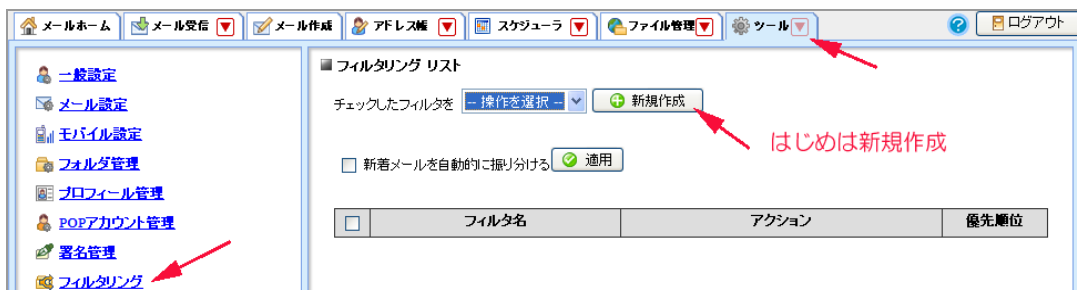 メールホーム メール受信 メール作成 アドレス帳 スケジューラ ファイル管理 ツール ? ログアウト
一般設定
メール設定
モバイル設定
フォルダ管理
プロフィール管理
POPアカウント管理
署名管理
フィルタリング
フィルタリング リスト
チェックしたフィルタを -- 操作を選択 -- 新規作成
はじめは新規作成
新着メールを自動的に振り分ける 適用
フィルタ名 アクション 優先順位